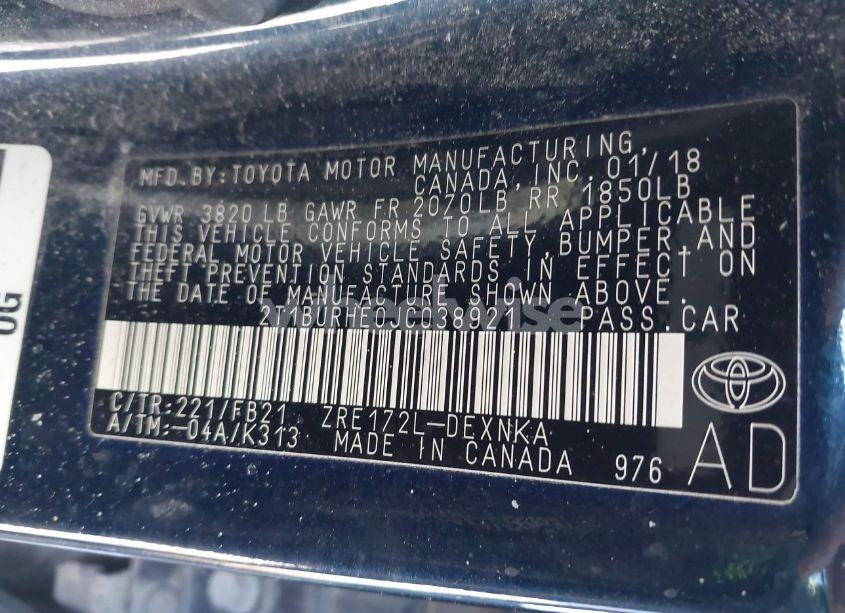 MFD.BY:TOYOTA MOTOR MANUFACTURING,
CANADA, INC. 01/18
GVWR 3820 LB GAWR FR 2070LB RR 1850LB
THIS VEHICLE CONFORMS TO ALL APPLICABLE
FEDERAL MOTOR VEHICLE SAFETY,BUMPER AND
THEFT PREVENTION STANDARDS IN EFFECT ON
THE DATE OF MANUFACTURE SHOWN ABOVE.
2T1BURHE0JC038921 PASS.CAR
C/TR:221/FB21 ZRE172L-DEXNKA
A/TM:-04A/K313 MADE IN CANADA 976
AD
OG